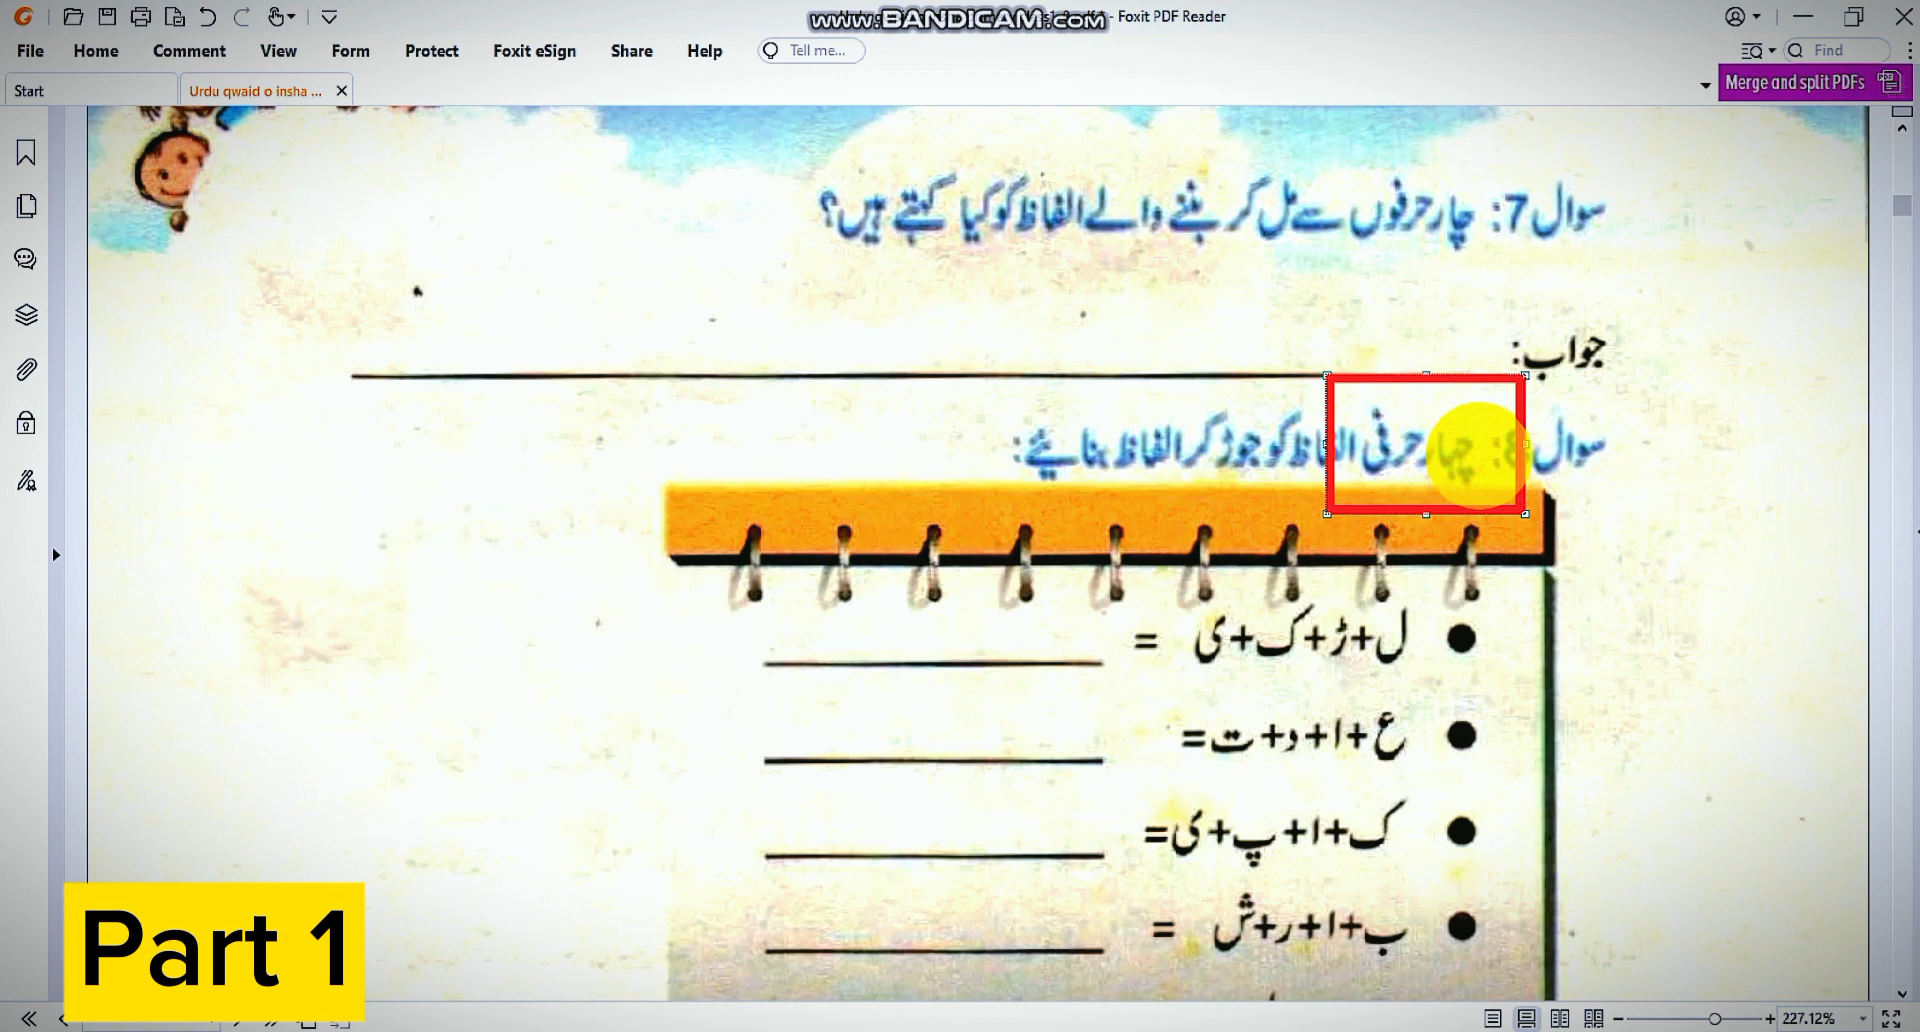 www.BANDICAM.com - Foxit PDF Reader
File Home Comment View Form Protect Foxit eSign Share Help Tell me... Find
Start Urdu qwaid o insha ... Merge and split PDFs
سوال 7: چار حرفوں سے مل کر بننے والے الفاظ کو کیا کہتے ہیں؟
جواب:
سوال 8: چہار حرفی الفاظ کو جوڑ کر الفاظ بنائیے:
ل+ڑ+ک+ی =
ع+ا+د+ت=
ک+ا+پ+ی=
ب+ا+ر+ش =
Part 1
227.12%